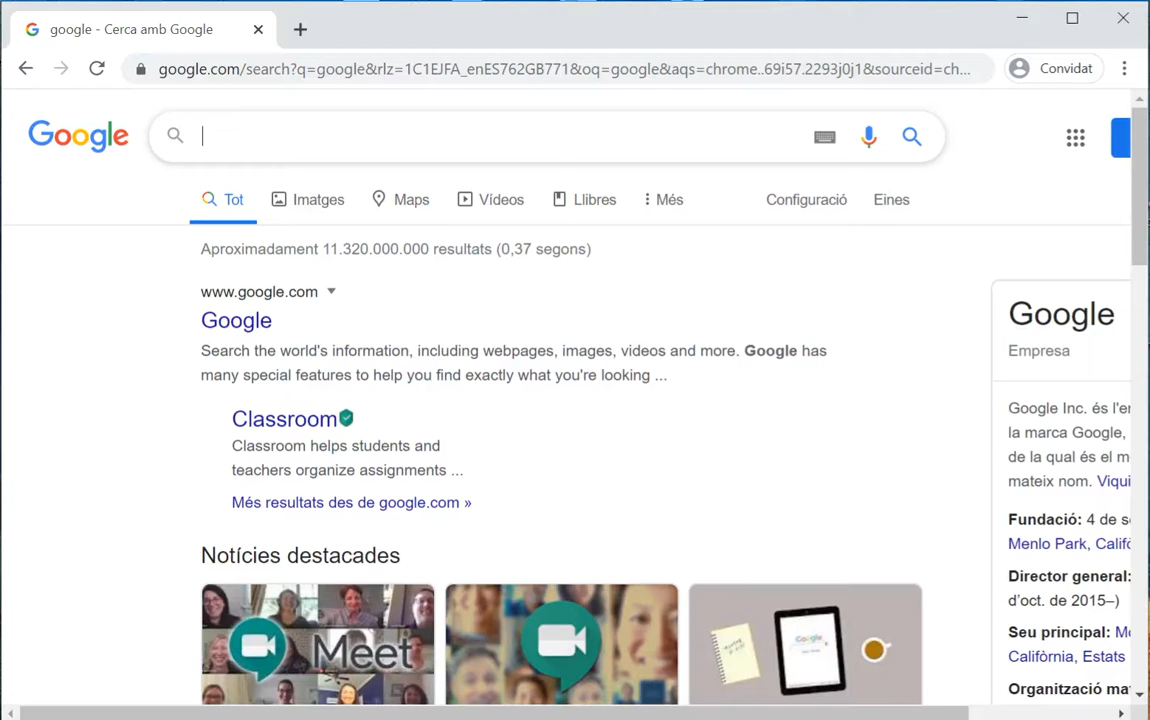 google - Cerca amb Google
google.com/search?q=google&rlz=1C1EJFA_enES762GB771&oq=google&aqs=chrome..69i57.2293j0j1&sourceid=ch...
Convidat
Google
Tot
Imatges
Maps
Vídeos
Llibres
Més
Configuració
Eines
Aproximadament 11.320.000.000 resultats (0,37 segons)
www.google.com
Google
Search the world's information, including webpages, images, videos and more. Google has
many special features to help you find exactly what you're looking ...
Classroom
Classroom helps students and
teachers organize assignments ...
Més resultats des de google.com »
Notícies destacades
Meet
Google
Google
Empresa
Google Inc. és l'e
la marca Google,
de la qual és el m
mateix nom. Viqui
Fundació: 4 de s
Menlo Park, Califò
Director general:
d'oct. de 2015–)
Seu principal: Mo
Califòrnia, Estats
Organització ma